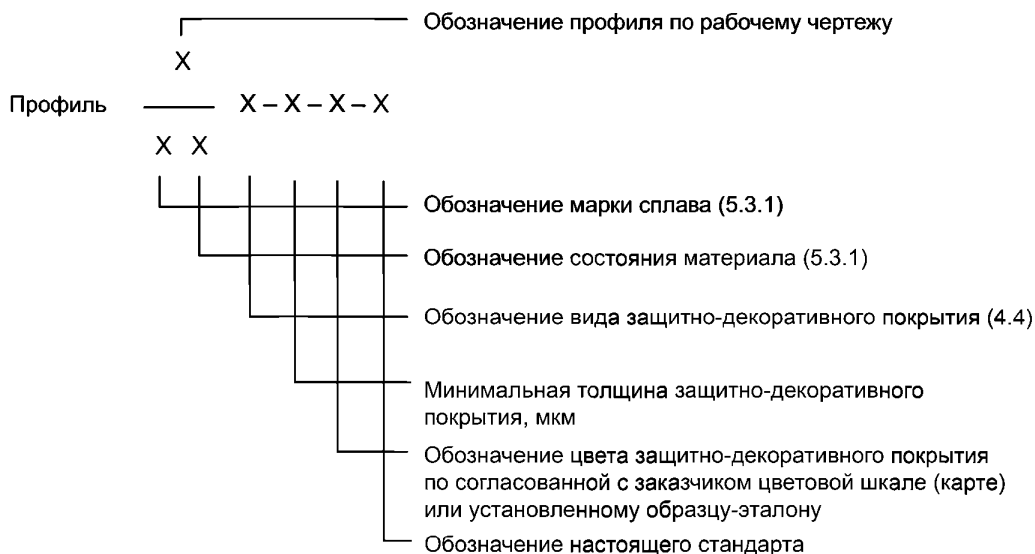 Обозначение профиля по рабочему чертежу
X
Профиль X – X – X – X
X X
Обозначение марки сплава (5.3.1)
Обозначение состояния материала (5.3.1)
Обозначение вида защитно-декоративного покрытия (4.4)
Минимальная толщина защитно-декоративного
покрытия, мкм
Обозначение цвета защитно-декоративного покрытия
по согласованной с заказчиком цветовой шкале (карте)
или установленному образцу-эталону
Обозначение настоящего стандарта